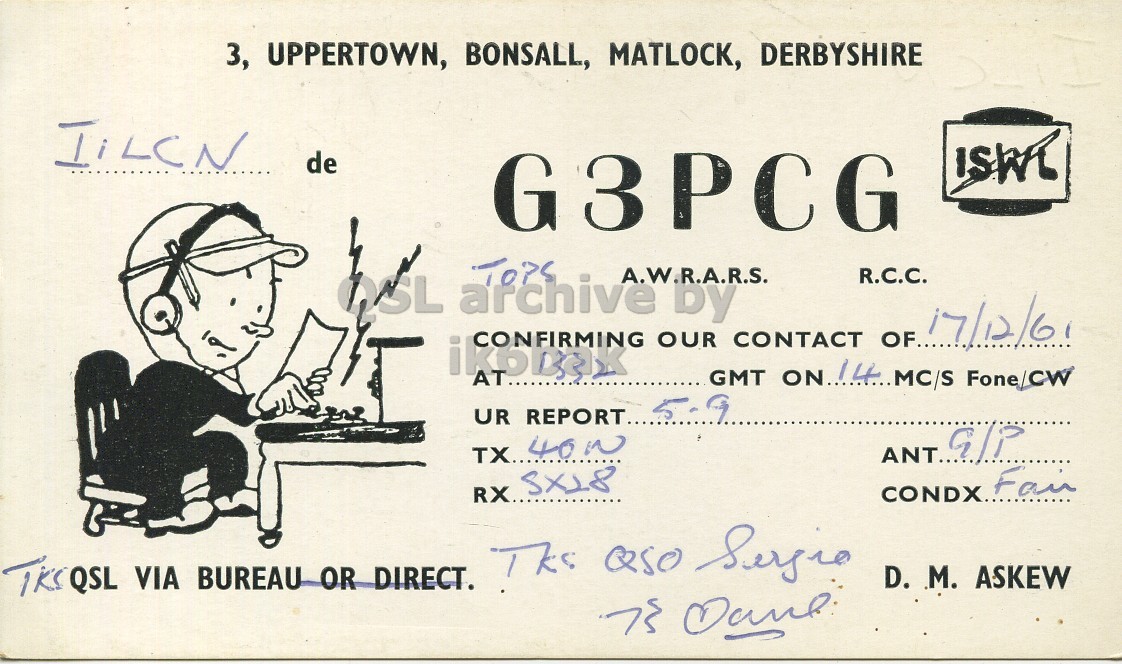 3, UPPERTOWN, BONSALL, MATLOCK, DERBYSHIRE
I1LCN de
G3PCG
ISWL
TOPS A.W.R.A.R.S. R.C.C.
QSL archive by
ik6mk
CONFIRMING OUR CONTACT OF 17/12/61
AT 1332 GMT ON 14 MC/S Fone/CW
UR REPORT 5-9
TX 40W ANT G/P
RX SX28 CONDX Fair
Tks QSL VIA BUREAU OR DIRECT.
Tks QSO Sergio
73 Dave
D. M. ASKEW